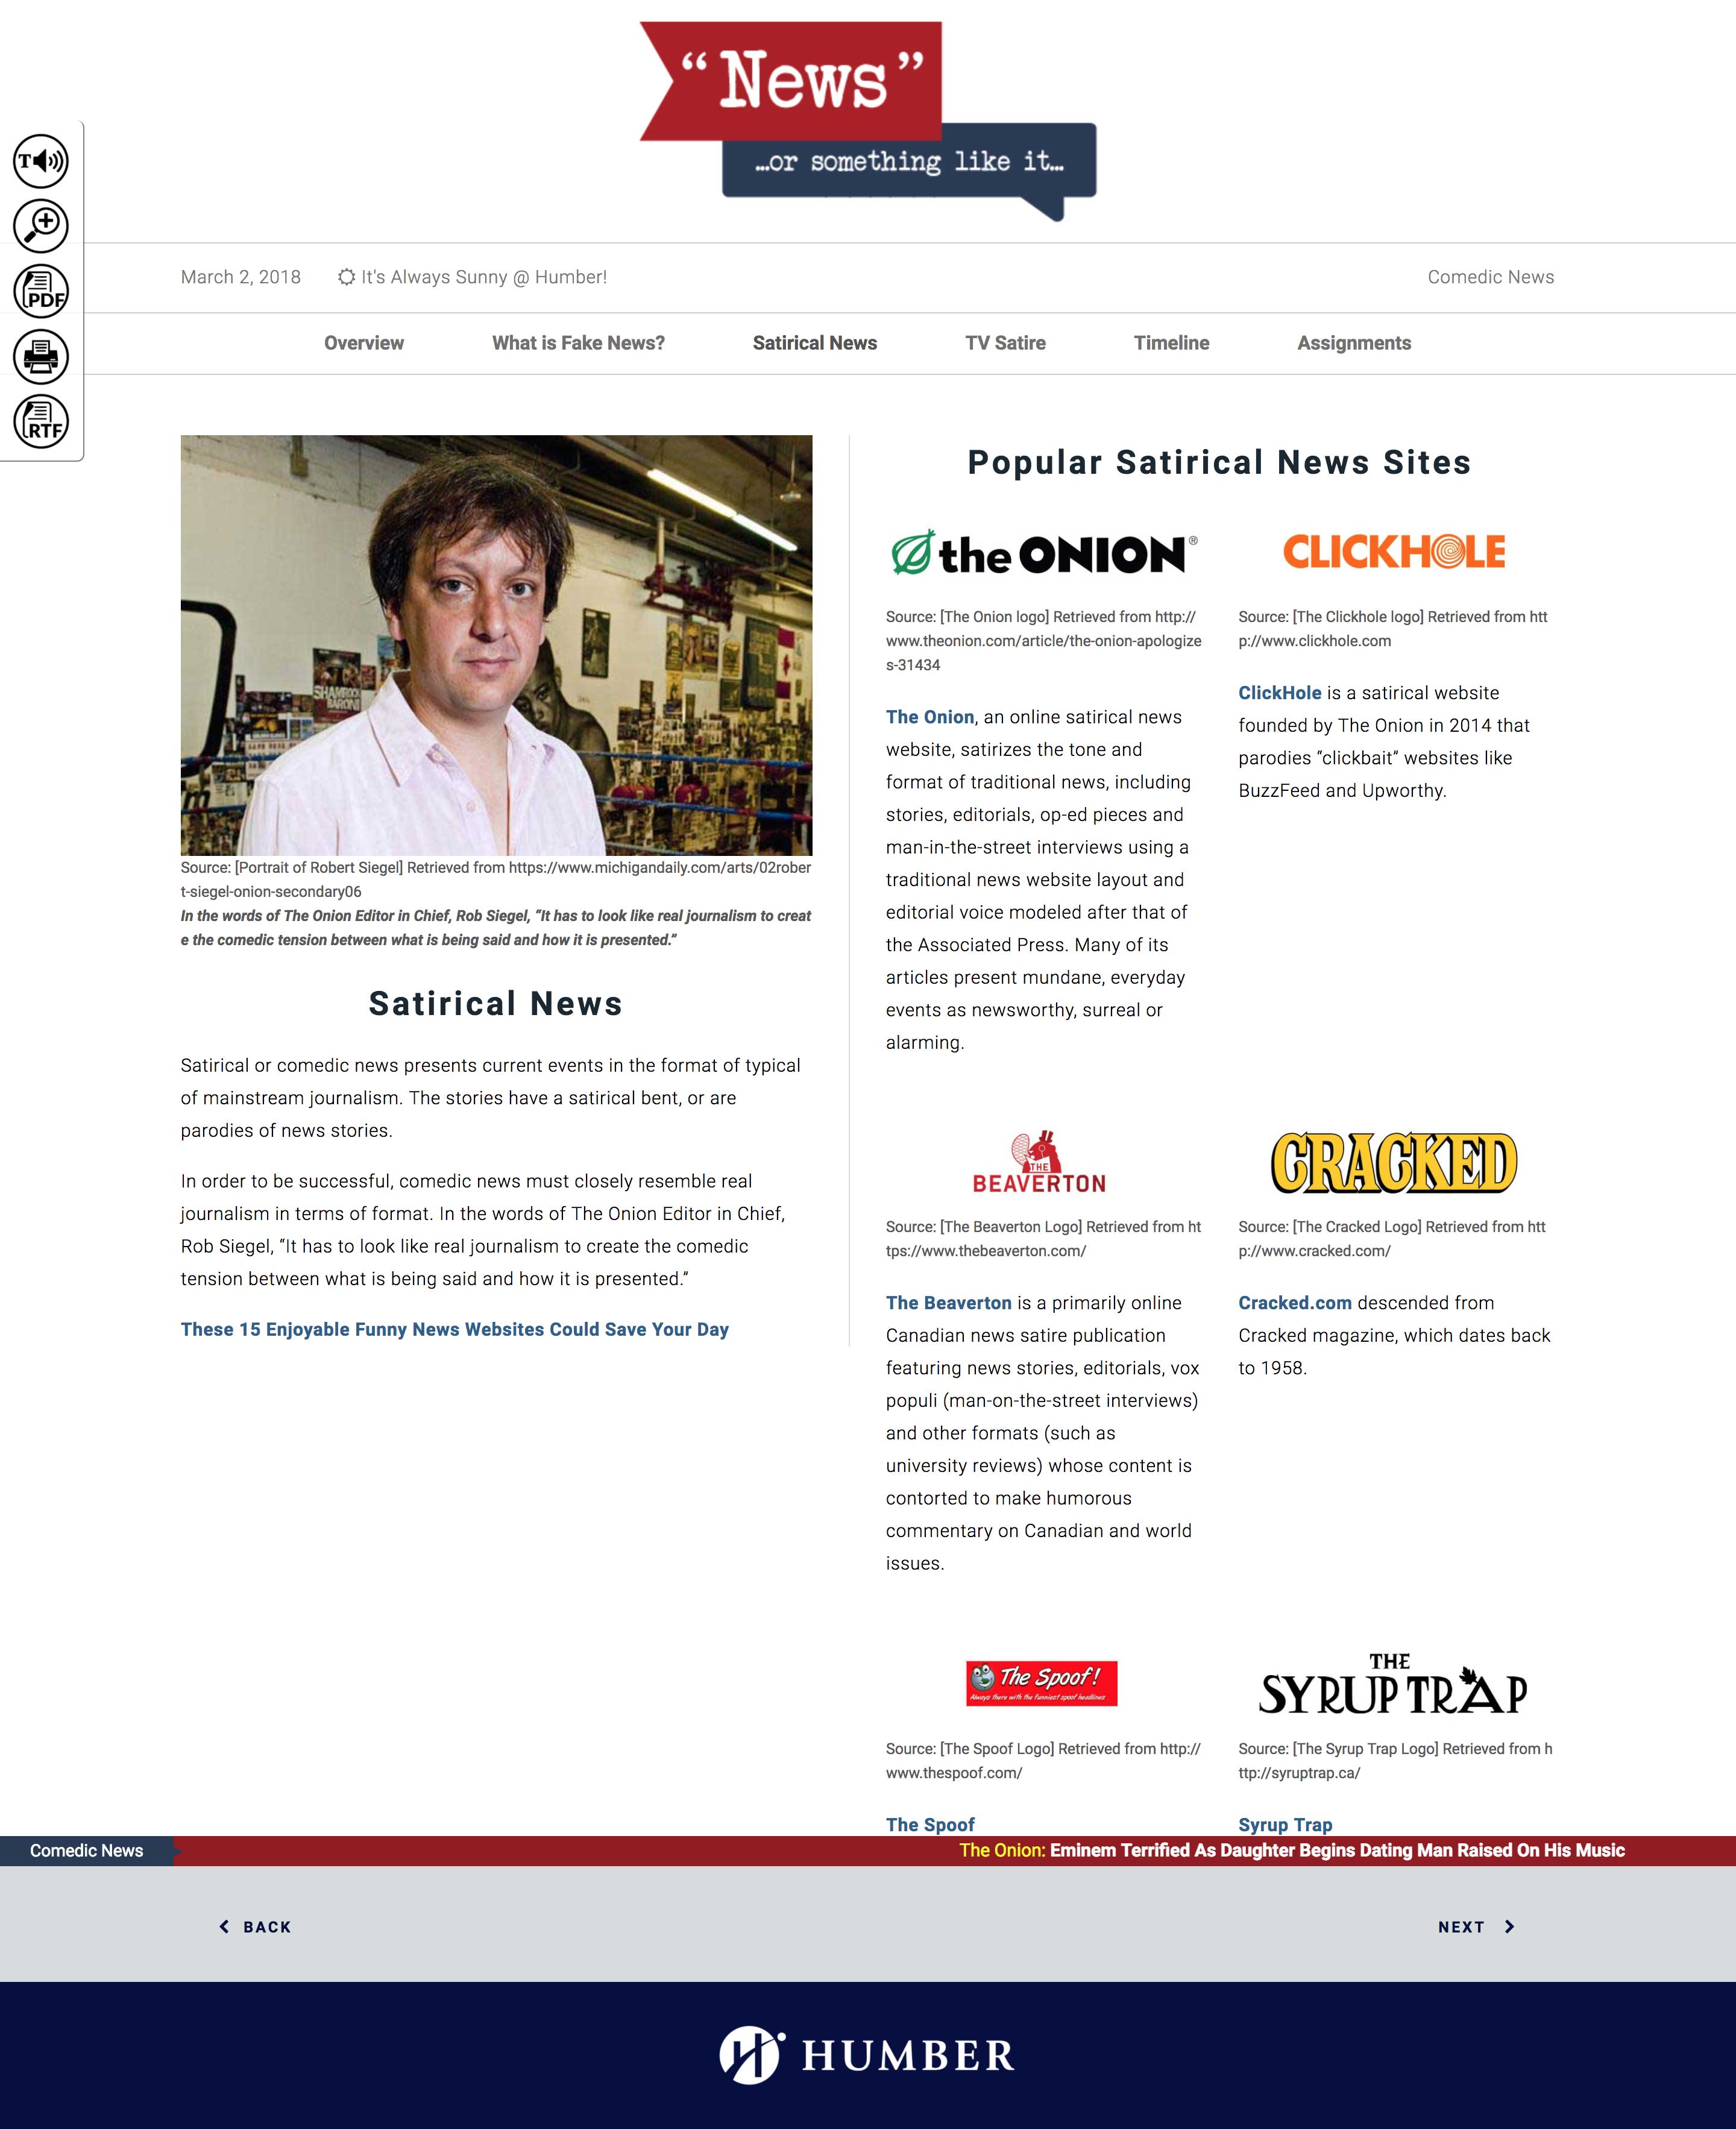 “News”
...or something like it...
T
PDF
RTF
March 2, 2018 It's Always Sunny @ Humber! Comedic News
Overview What is Fake News? Satirical News TV Satire Timeline Assignments
SHAMROCK
Source: [Portrait of Robert Siegel] Retrieved from https://www.michigandaily.com/arts/02rober
t-siegel-onion-secondary06
In the words of The Onion Editor in Chief, Rob Siegel, “It has to look like real journalism to creat
e the comedic tension between what is being said and how it is presented.”
Satirical News
Satirical or comedic news presents current events in the format of typical
of mainstream journalism. The stories have a satirical bent, or are
parodies of news stories.
In order to be successful, comedic news must closely resemble real
journalism in terms of format. In the words of The Onion Editor in Chief,
Rob Siegel, “It has to look like real journalism to create the comedic
tension between what is being said and how it is presented.”
These 15 Enjoyable Funny News Websites Could Save Your Day
Popular Satirical News Sites
the ONION®
Source: [The Onion logo] Retrieved from http://
www.theonion.com/article/the-onion-apologize
s-31434
The Onion, an online satirical news
website, satirizes the tone and
format of traditional news, including
stories, editorials, op-ed pieces and
man-in-the-street interviews using a
traditional news website layout and
editorial voice modeled after that of
the Associated Press. Many of its
articles present mundane, everyday
events as newsworthy, surreal or
alarming.
CLICKHOLE
Source: [The Clickhole logo] Retrieved from htt
p://www.clickhole.com
ClickHole is a satirical website
founded by The Onion in 2014 that
parodies “clickbait” websites like
BuzzFeed and Upworthy.
THE
BEAVERTON
Source: [The Beaverton Logo] Retrieved from ht
tps://www.thebeaverton.com/
The Beaverton is a primarily online
Canadian news satire publication
featuring news stories, editorials, vox
populi (man-on-the-street interviews)
and other formats (such as
university reviews) whose content is
contorted to make humorous
commentary on Canadian and world
issues.
CRACKED
Source: [The Cracked Logo] Retrieved from htt
p://www.cracked.com/
Cracked.com descended from
Cracked magazine, which dates back
to 1958.
The Spoof!
Always there with the funniest spoof headlines
Source: [The Spoof Logo] Retrieved from http://
www.thespoof.com/
The Spoof
THE
SYRUP TRAP
Source: [The Syrup Trap Logo] Retrieved from h
ttp://syruptrap.ca/
Syrup Trap
Comedic News The Onion: Eminem Terrified As Daughter Begins Dating Man Raised On His Music
BACK NEXT
HUMBER